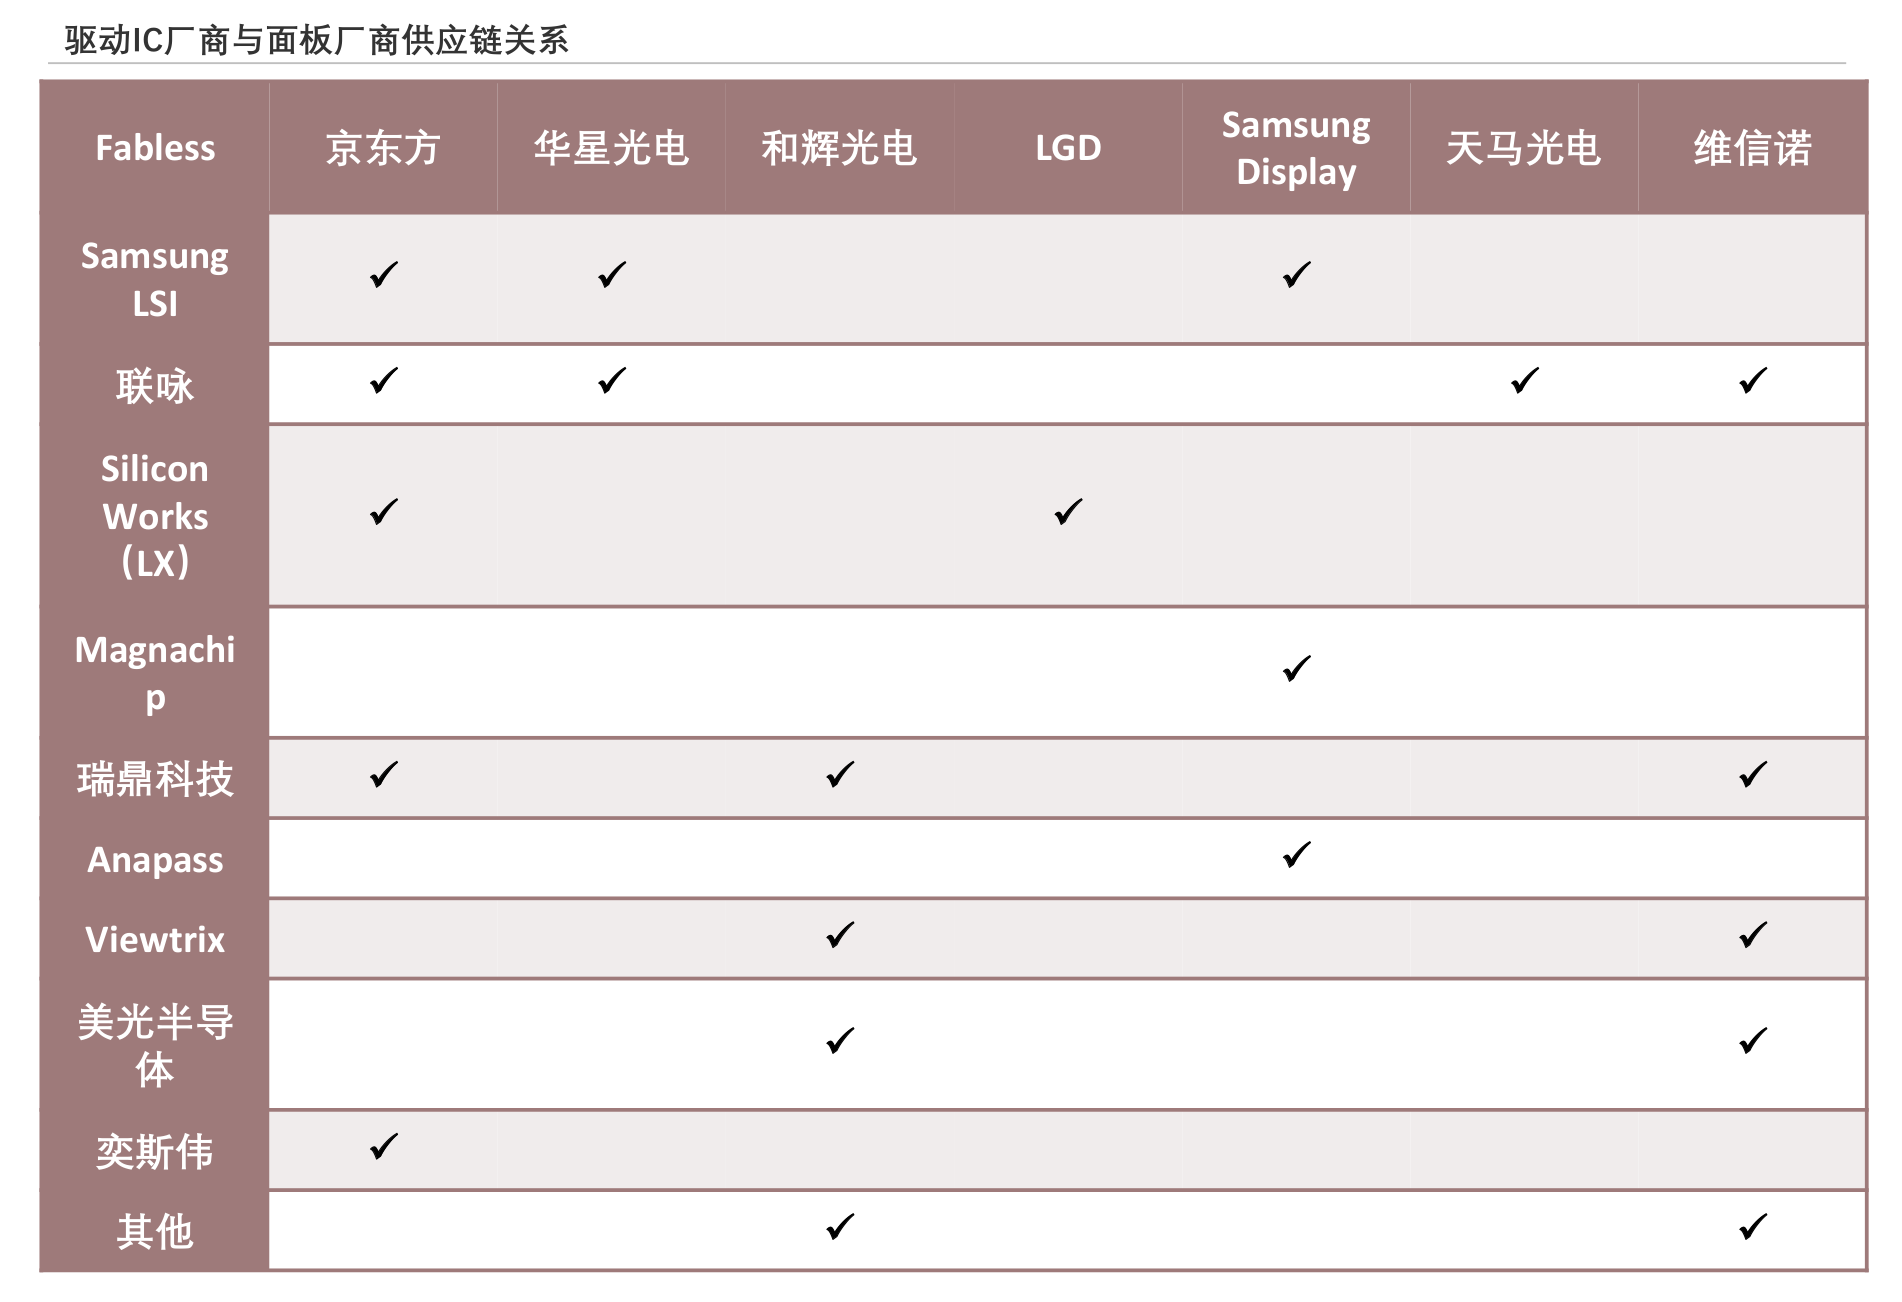 驱动IC厂商与面板厂商供应链关系
Fabless 京东方 华星光电 和辉光电 LGD Samsung Display 天马光电 维信诺
Samsung
LSI
✓ ✓ ✓
联咏 ✓ ✓ ✓ ✓
Silicon
Works
(LX)
✓ ✓
Magnachi
p
✓
瑞鼎科技 ✓ ✓ ✓
Anapass ✓
Viewtrix ✓ ✓
美光半导
体
✓ ✓
奕斯伟 ✓
其他 ✓ ✓